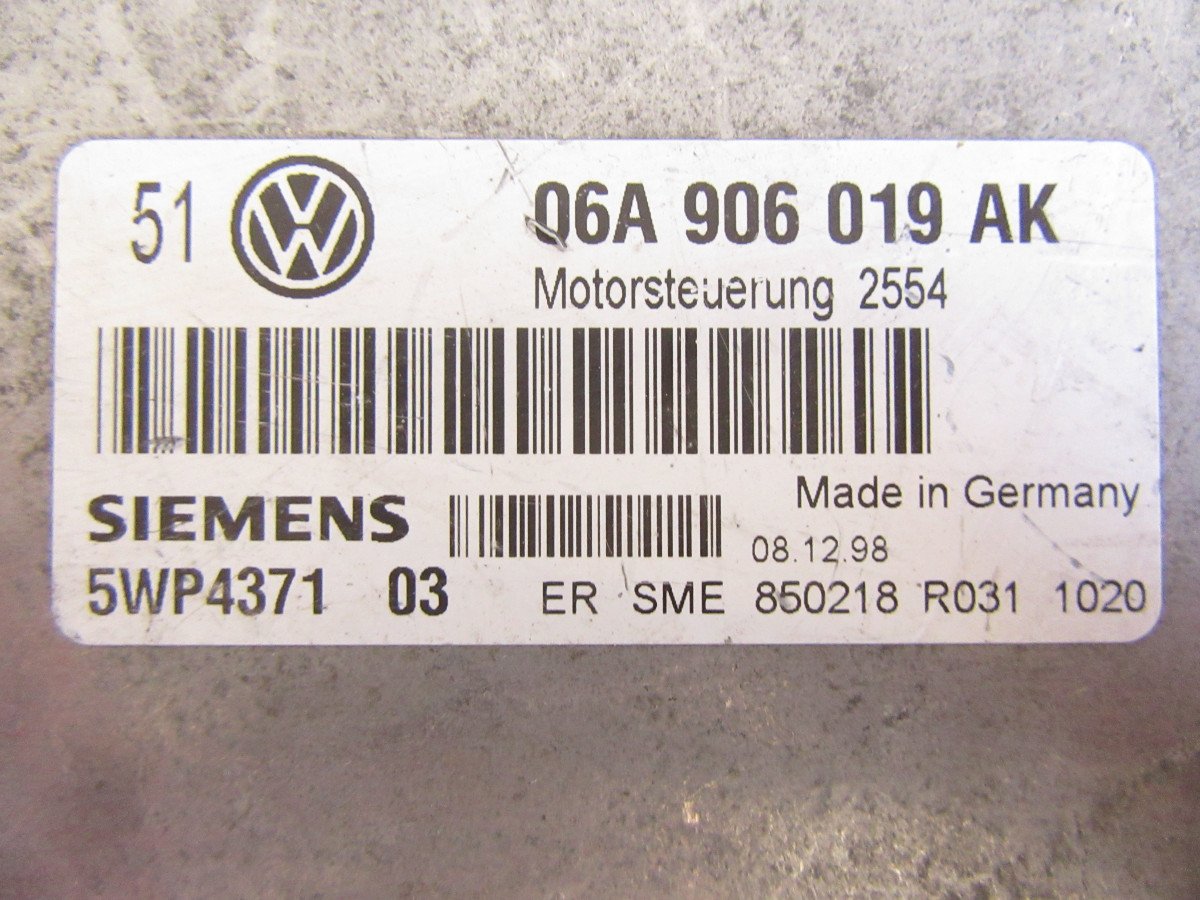 51 06A 906 019 AK
Motorsteuerung 2554
Made in Germany
SIEMENS 08.12.98
5WP4371 03 ER SME 850218 R031 1020